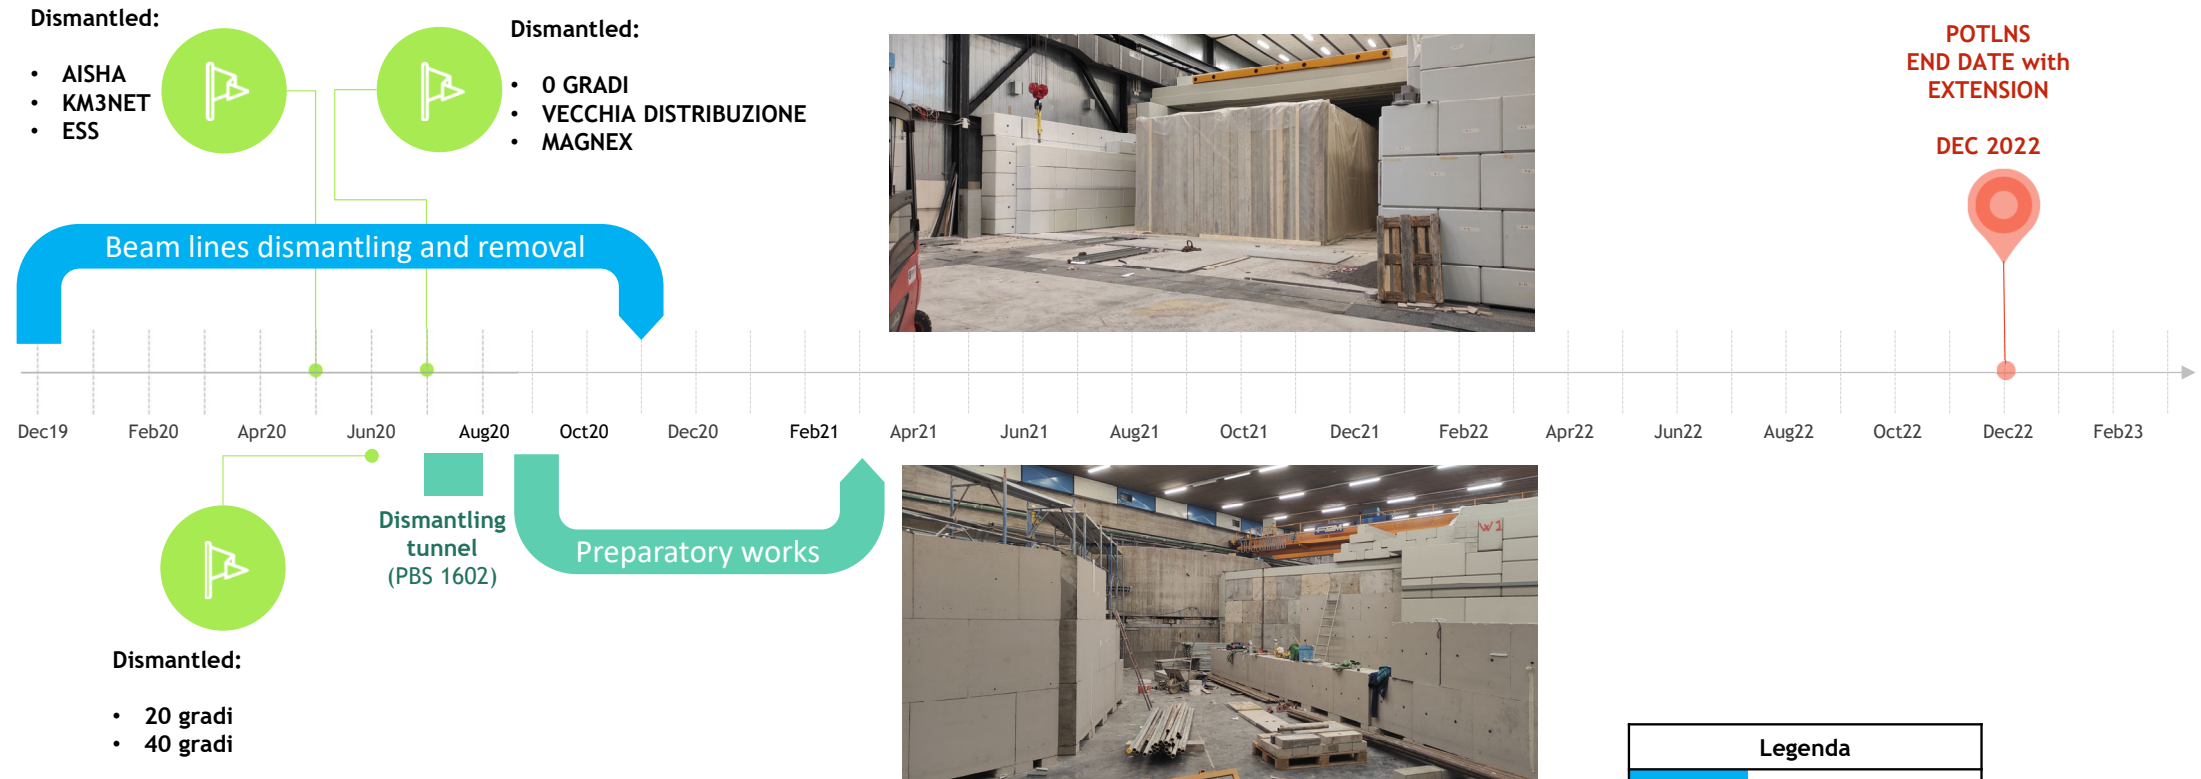 Dismantled:
• AISHA
• KM3NET
• ESS
Dismantled:
• 0 GRADI
• VECCHIA DISTRIBUZIONE
• MAGNEX
POTLNS
END DATE with
EXTENSION
DEC 2022
Beam lines dismantling and removal
Dec19 Feb20 Apr20 Jun20 Aug20 Oct20 Dec20 Feb21 Apr21 Jun21 Aug21 Oct21 Dec21 Feb22 Apr22 Jun22 Aug22 Oct22 Dec22 Feb23
Dismantling
tunnel
(PBS 1602)
Preparatory works
W1
Dismantled:
• 20 gradi
• 40 gradi
Legenda